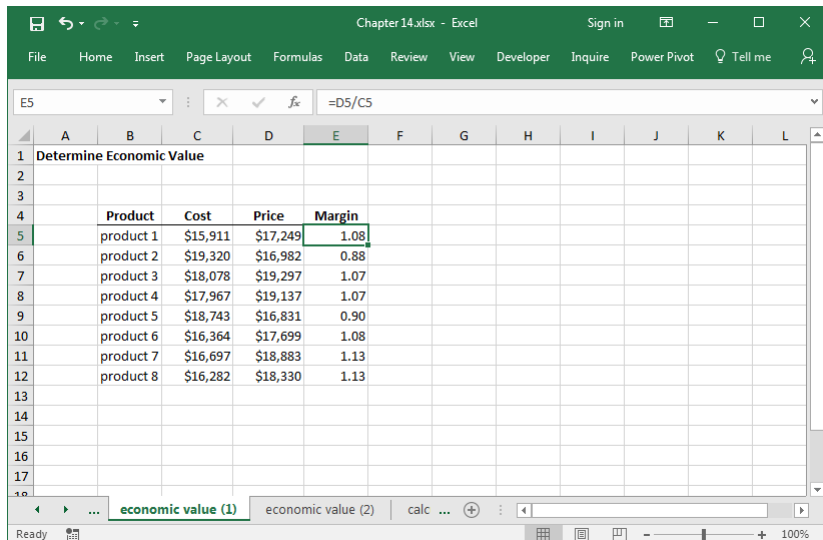 Chapter 14.xlsx - Excel Sign in
File Home Insert Page Layout Formulas Data Review View Developer Inquire Power Pivot Tell me
E5 fx =D5/C5
A B C D E F G H I J K L
1 Determine Economic Value
2
3
4 Product Cost Price Margin
5 product 1 $15,911 $17,249 1.08
6 product 2 $19,320 $16,982 0.88
7 product 3 $18,078 $19,297 1.07
8 product 4 $17,967 $19,137 1.07
9 product 5 $18,743 $16,831 0.90
10 product 6 $16,364 $17,699 1.08
11 product 7 $16,697 $18,883 1.13
12 product 8 $16,282 $18,330 1.13
13
14
15
16
17
... economic value (1) economic value (2) calc ...
Ready 100%